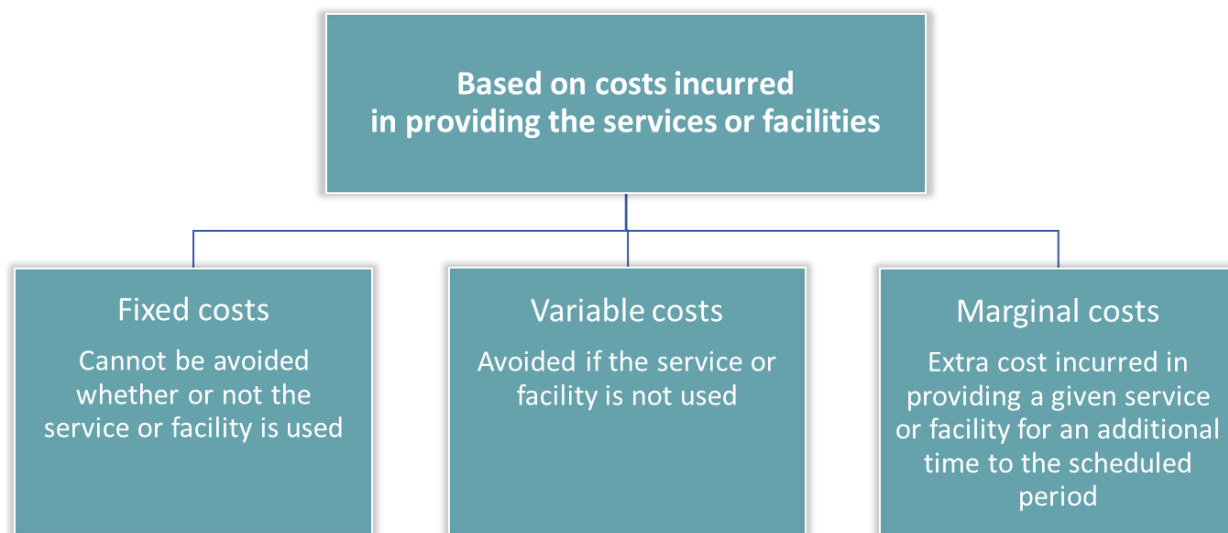 Based on costs incurred
in providing the services or facilities
Fixed costs
Cannot be avoided
whether or not the
service or facility is used
Variable costs
Avoided if the service or
facility is not used
Marginal costs
Extra cost incurred in
providing a given service
or facility for an additional
time to the scheduled
period